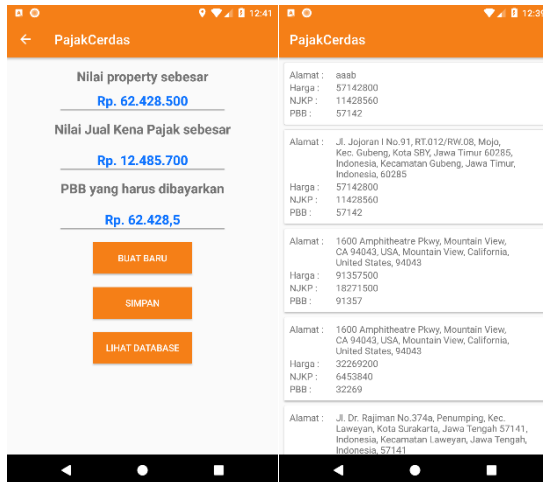 12:41
PajakCerdas
Nilai property sebesar
Rp. 62.428.500
Nilai Jual Kena Pajak sebesar
Rp. 12.485.700
PBB yang harus dibayarkan
Rp. 62.428,5
BUAT BARU
SIMPAN
LIHAT DATABASE
12:39
PajakCerdas
Alamat : aaab
Harga : 57142800
NJKP : 11428560
PBB : 57142
Alamat : Jl. Jojoran I No.91, RT.012/RW.08, Mojo,
Kec. Gubeng, Kota SBY, Jawa Timur 60285,
Indonesia, Kecamatan Gubeng, Jawa Timur,
Indonesia, 60285
Harga : 57142800
NJKP : 11428560
PBB : 57142
Alamat : 1600 Amphitheatre Pkwy, Mountain View,
CA 94043, USA, Mountain View, California,
United States, 94043
Harga : 91357500
NJKP : 18271500
PBB : 91357
Alamat : 1600 Amphitheatre Pkwy, Mountain View,
CA 94043, USA, Mountain View, California,
United States, 94043
Harga : 32269200
NJKP : 6453840
PBB : 32269
Alamat : Jl. Dr. Rajiman No.374a, Penumping, Kec.
Laweyan, Kota Surakarta, Jawa Tengah 57141,
Indonesia, Kecamatan Laweyan, Jawa Tengah,
Indonesia, 57141